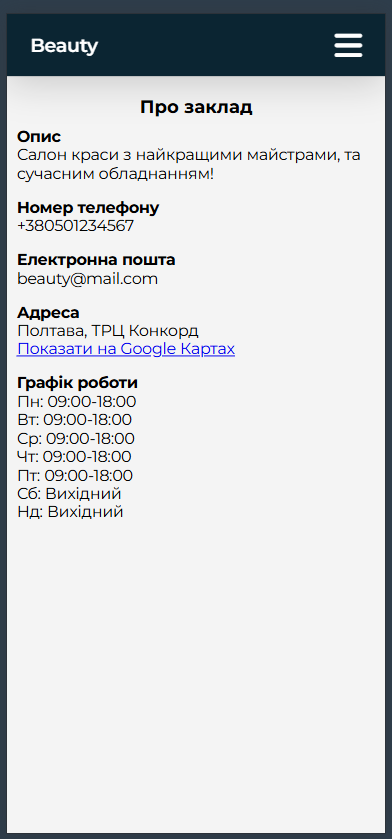 Beauty
Про заклад
Опис
Салон краси з найкращими майстрами, та
сучасним обладнанням!
Номер телефону
+380501234567
Електронна пошта
beauty@mail.com
Адреса
Полтава, ТРЦ Конкорд
Показати на Google Картах
Графік роботи
Пн: 09:00-18:00
Вт: 09:00-18:00
Ср: 09:00-18:00
Чт: 09:00-18:00
Пт: 09:00-18:00
Сб: Вихідний
Нд: Вихідний